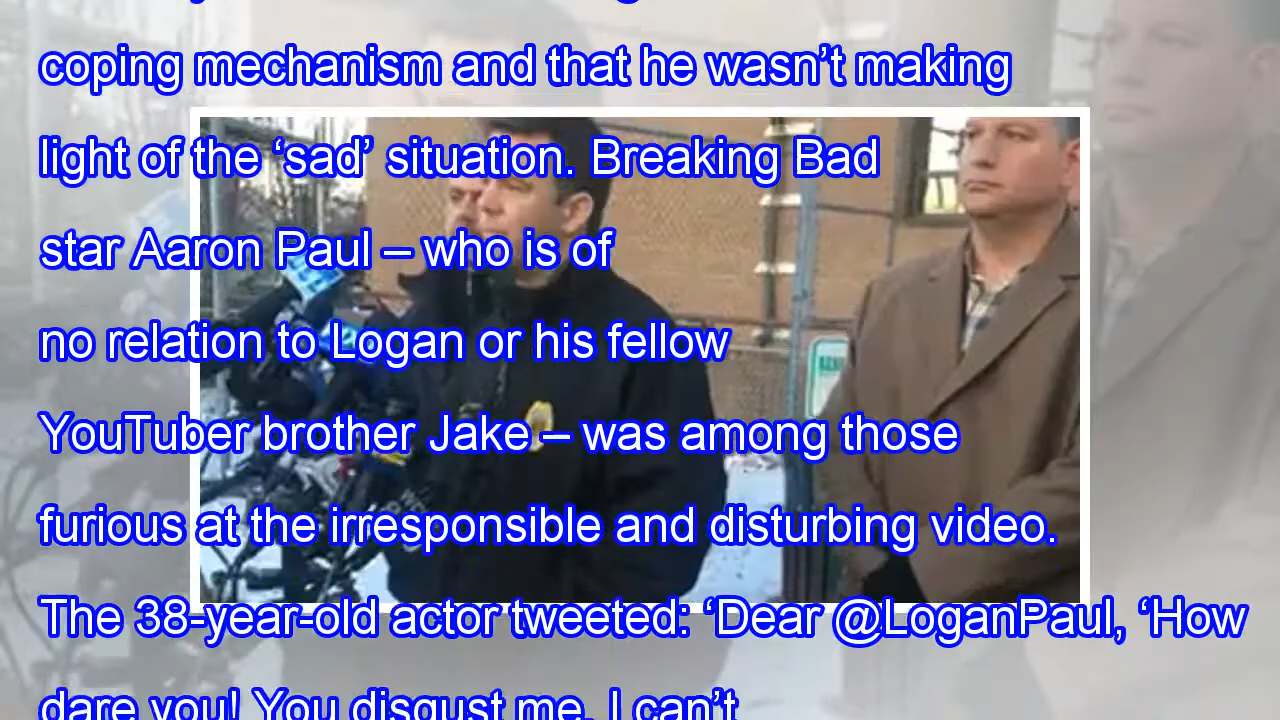 coping mechanism and that he wasn’t making
light of the ‘sad’ situation. Breaking Bad
star Aaron Paul – who is of
no relation to Logan or his fellow
YouTuber brother Jake – was among those
furious at the irresponsible and disturbing video.
The 38-year-old actor tweeted: ‘Dear @LoganPaul, ‘How
dare you! You disgust me. I can’t